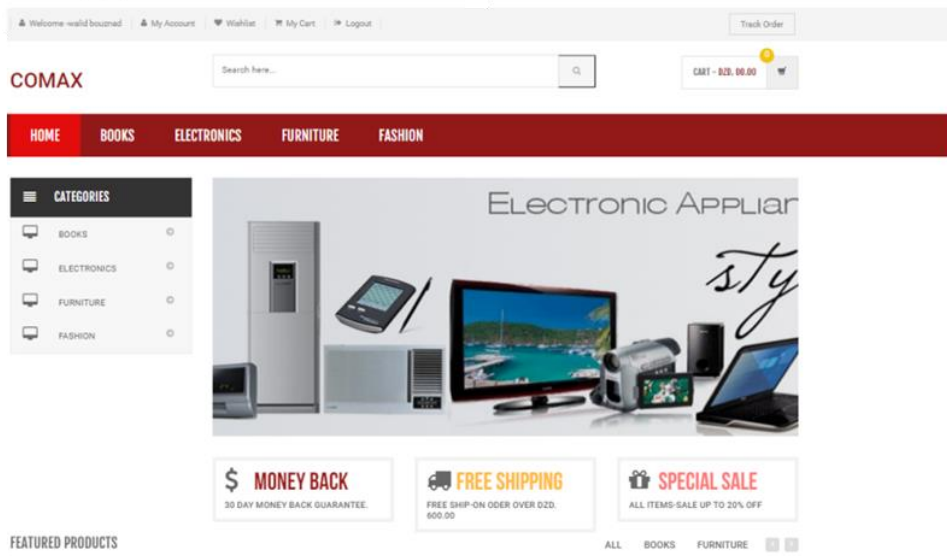 Welcome -walid bouznad My Account Wishlist My Cart Logout Track Order
0
COMAX Search here... CART - DZD. 00.00
HOME BOOKS ELECTRONICS FURNITURE FASHION
CATEGORIES
BOOKS
ELECTRONICS
FURNITURE
FASHION
ELECTRONIC APPLIAN
sty
$ MONEY BACK
30 DAY MONEY BACK GUARANTEE.
FREE SHIPPING
FREE SHIP-ON ODER OVER DZD.
600.00
SPECIAL SALE
ALL ITEMS-SALE UP TO 20% OFF
FEATURED PRODUCTS ALL BOOKS FURNITURE